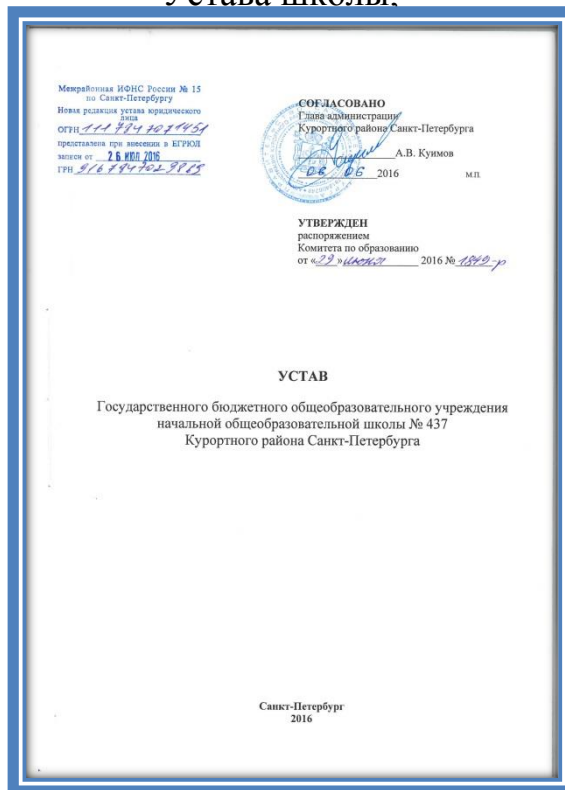 Устава школы,
Межрайонная ИФНС России № 15
по Санкт-Петербургу
Новая редакция устава юридического
лица
ОГРН 1117847071451
представлена при внесении в ЕГРЮЛ
записи от 26 ИЮЛ 2016
ГРН 9167847029865
СОГЛАСОВАНО
Глава администрации
Курортного района Санкт-Петербурга
А.В. Куимов
06 06 2016 м.п.
УТВЕРЖДЕН
распоряжением
Комитета по образованию
от «29» июня 2016 № 1849-р
УСТАВ
Государственного бюджетного общеобразовательного учреждения
начальной общеобразовательной школы № 437
Курортного района Санкт-Петербурга
Санкт-Петербург
2016